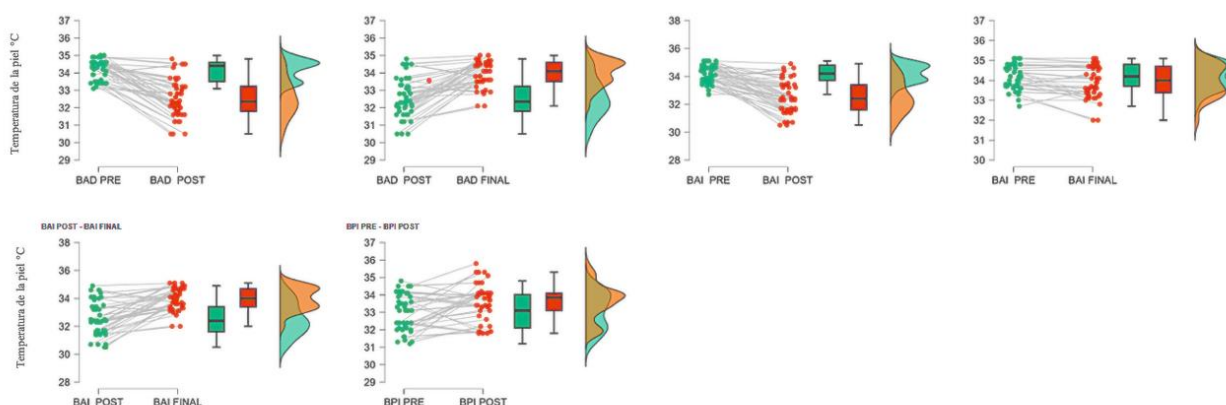 Temperatura de la piel °C
37
36
35
34
33
32
31
30
29
BAD PRE
BAD POST
37
36
35
34
33
32
31
30
29
BAD POST
BAD FINAL
38
36
34
32
30
28
BAI PRE
BAI POST
37
36
35
34
33
32
31
30
BAI PRE
BAI FINAL
BAI POST - BAI FINAL
Temperatura de la piel °C
38
36
34
32
30
28
BAI POST
BAI FINAL
BPI PRE - BPI POST
37
36
35
34
33
32
31
30
29
BPI PRE
BPI POST